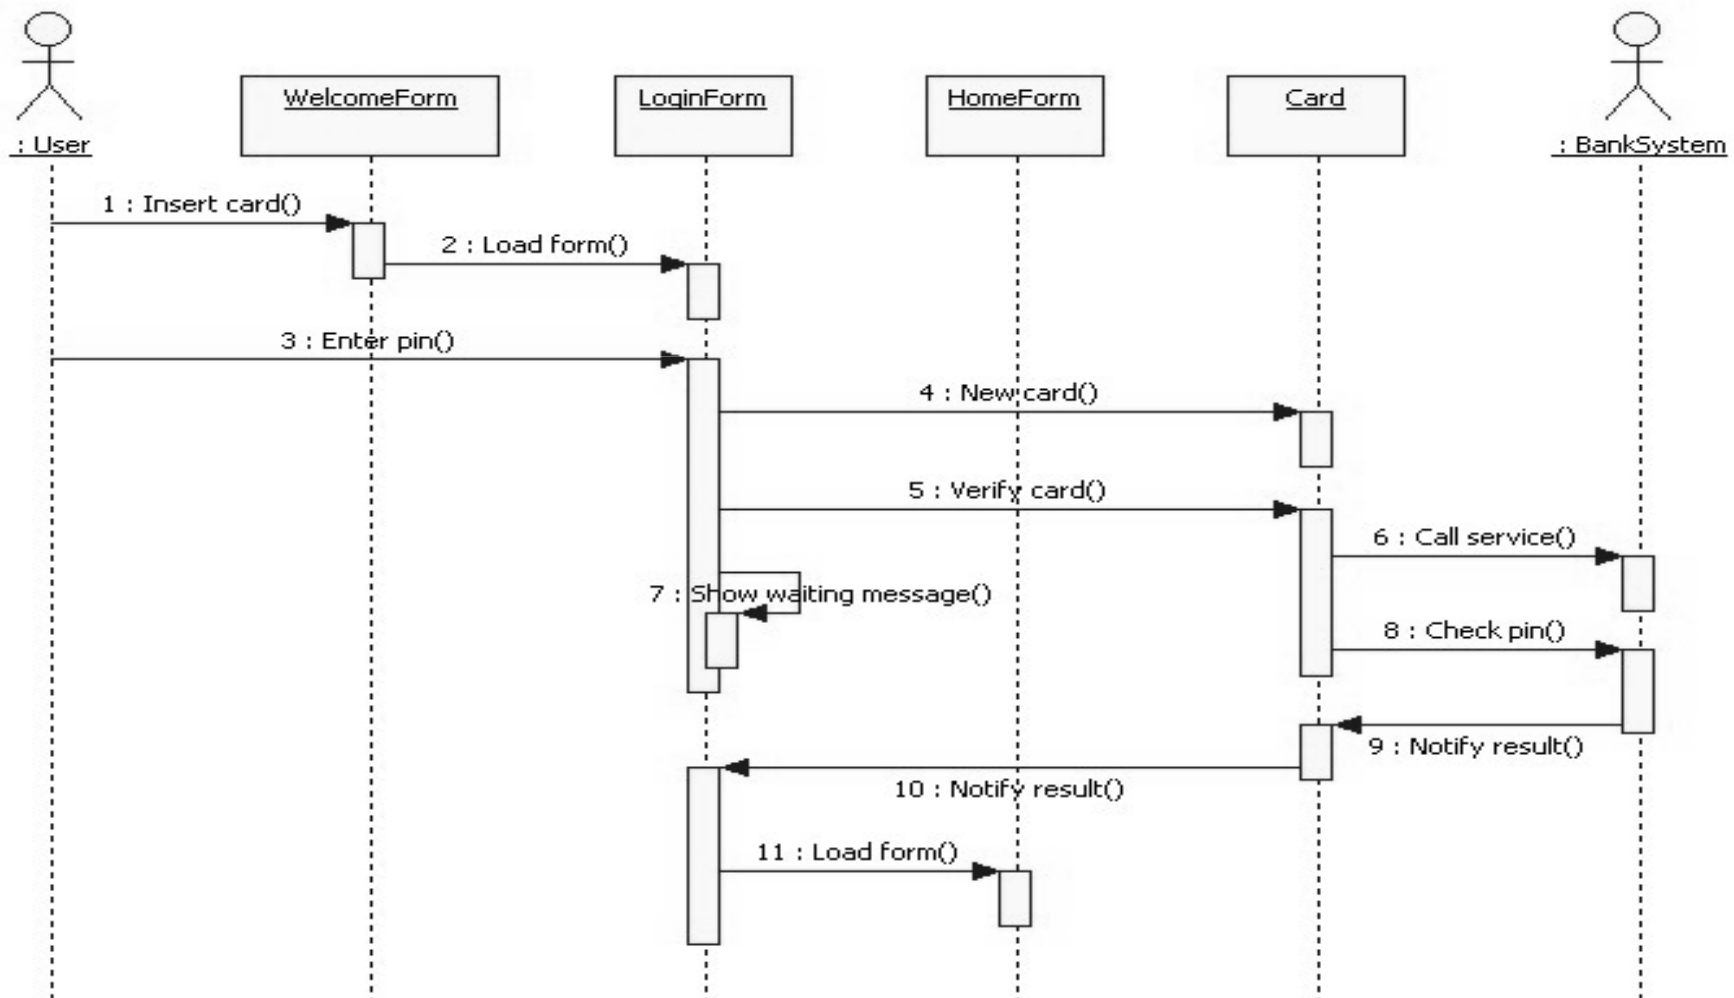 WelcomeForm
LoginForm
HomeForm
Card
: User
: BankSystem
1 : Insert card()
2 : Load form()
3 : Enter pin()
4 : New card()
5 : Verify card()
6 : Call service()
7 : Show waiting message()
8 : Check pin()
9 : Notify result()
10 : Notify result()
11 : Load form()